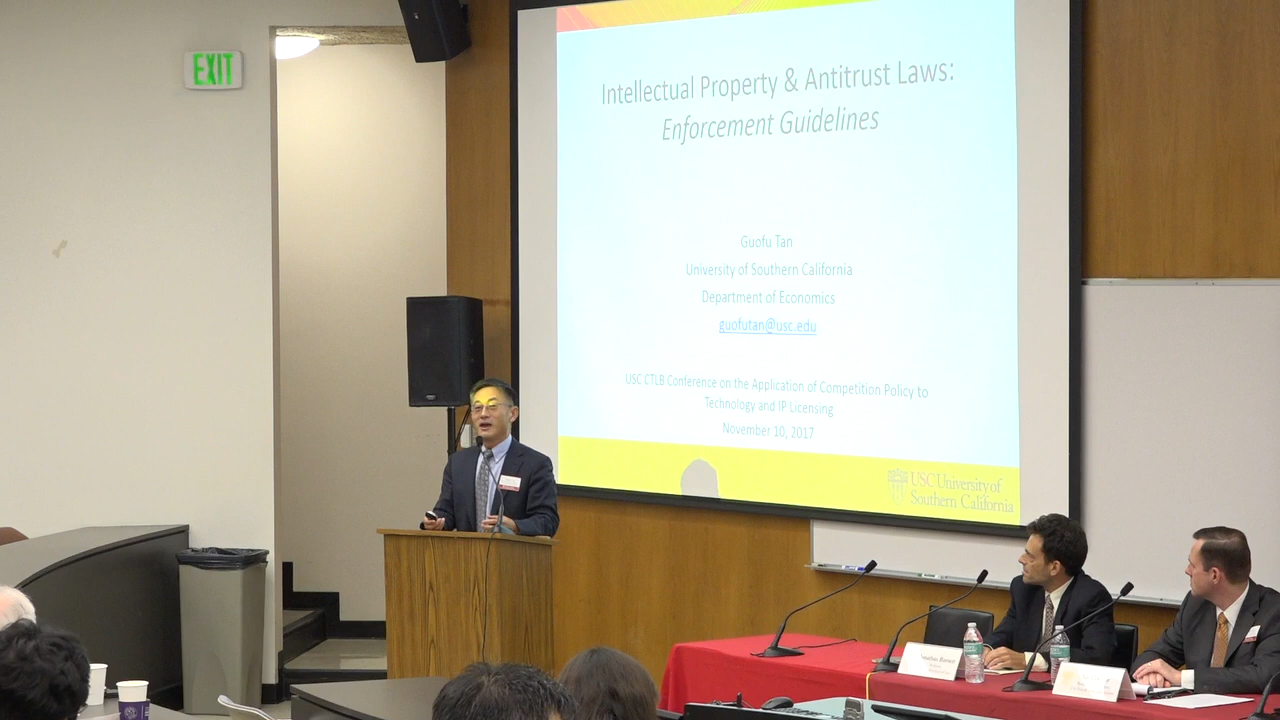 EXIT
Intellectual Property & Antitrust Laws:
Enforcement Guidelines
Guofu Tan
University of Southern California
Department of Economics
guofutan@usc.edu
USC CTLB Conference on the Application of Competition Policy to
Technology and IP Licensing
November 10, 2017
USC University of
Southern California
Jonathan Barnett